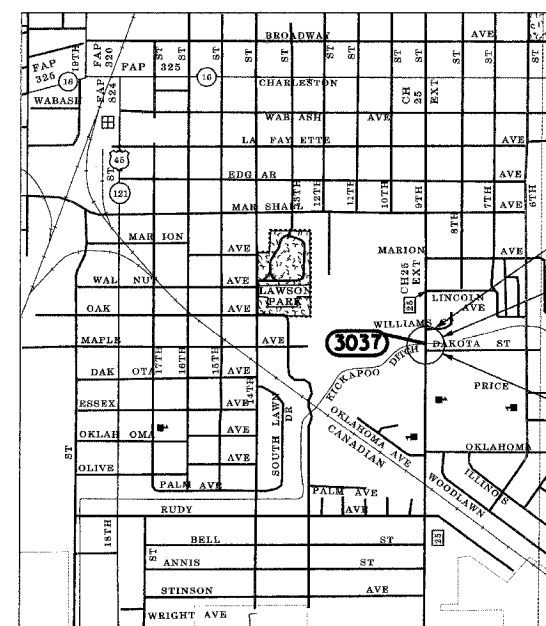 BROADWAY AVE
19TH
FAP 320
ST ST ST ST ST ST ST ST ST ST
FAP 325
FAP 325
16
16
CHARLESTON
WABASH
FAP 824
CH 25 EXT
WABASH AVE
LA FAYETTE AVE
45
ST
EDGAR AVE
121
13TH 12TH 11TH 10TH 9TH 8TH 7TH 6TH
MARSHALL AVE
MARION AVE
MARION AVE
CH25 EXT
WALNUT AVE
LAWSON PARK
25
LINCOLN AVE
OAK AVE
WILLIAMS
MAPLE AVE
3037
DAKOTA ST
KICKAPOO DITCH
17TH 16TH 15TH 14TH
DAKOTA AVE
PRICE
ESSEX AVE
SOUTH LAWN DR
OKLAHOMA AVE
OKLAHOMA AVE
CANADIAN
OKLAHOMA
ST
AVE
OLIVE
ILLINOIS
WOODLAWN
PALM AVE
PALM AVE
RUDY AVE
18TH
ST
BELL ST
25
ANNIS ST
STINSON AVE
WRIGHT AVE